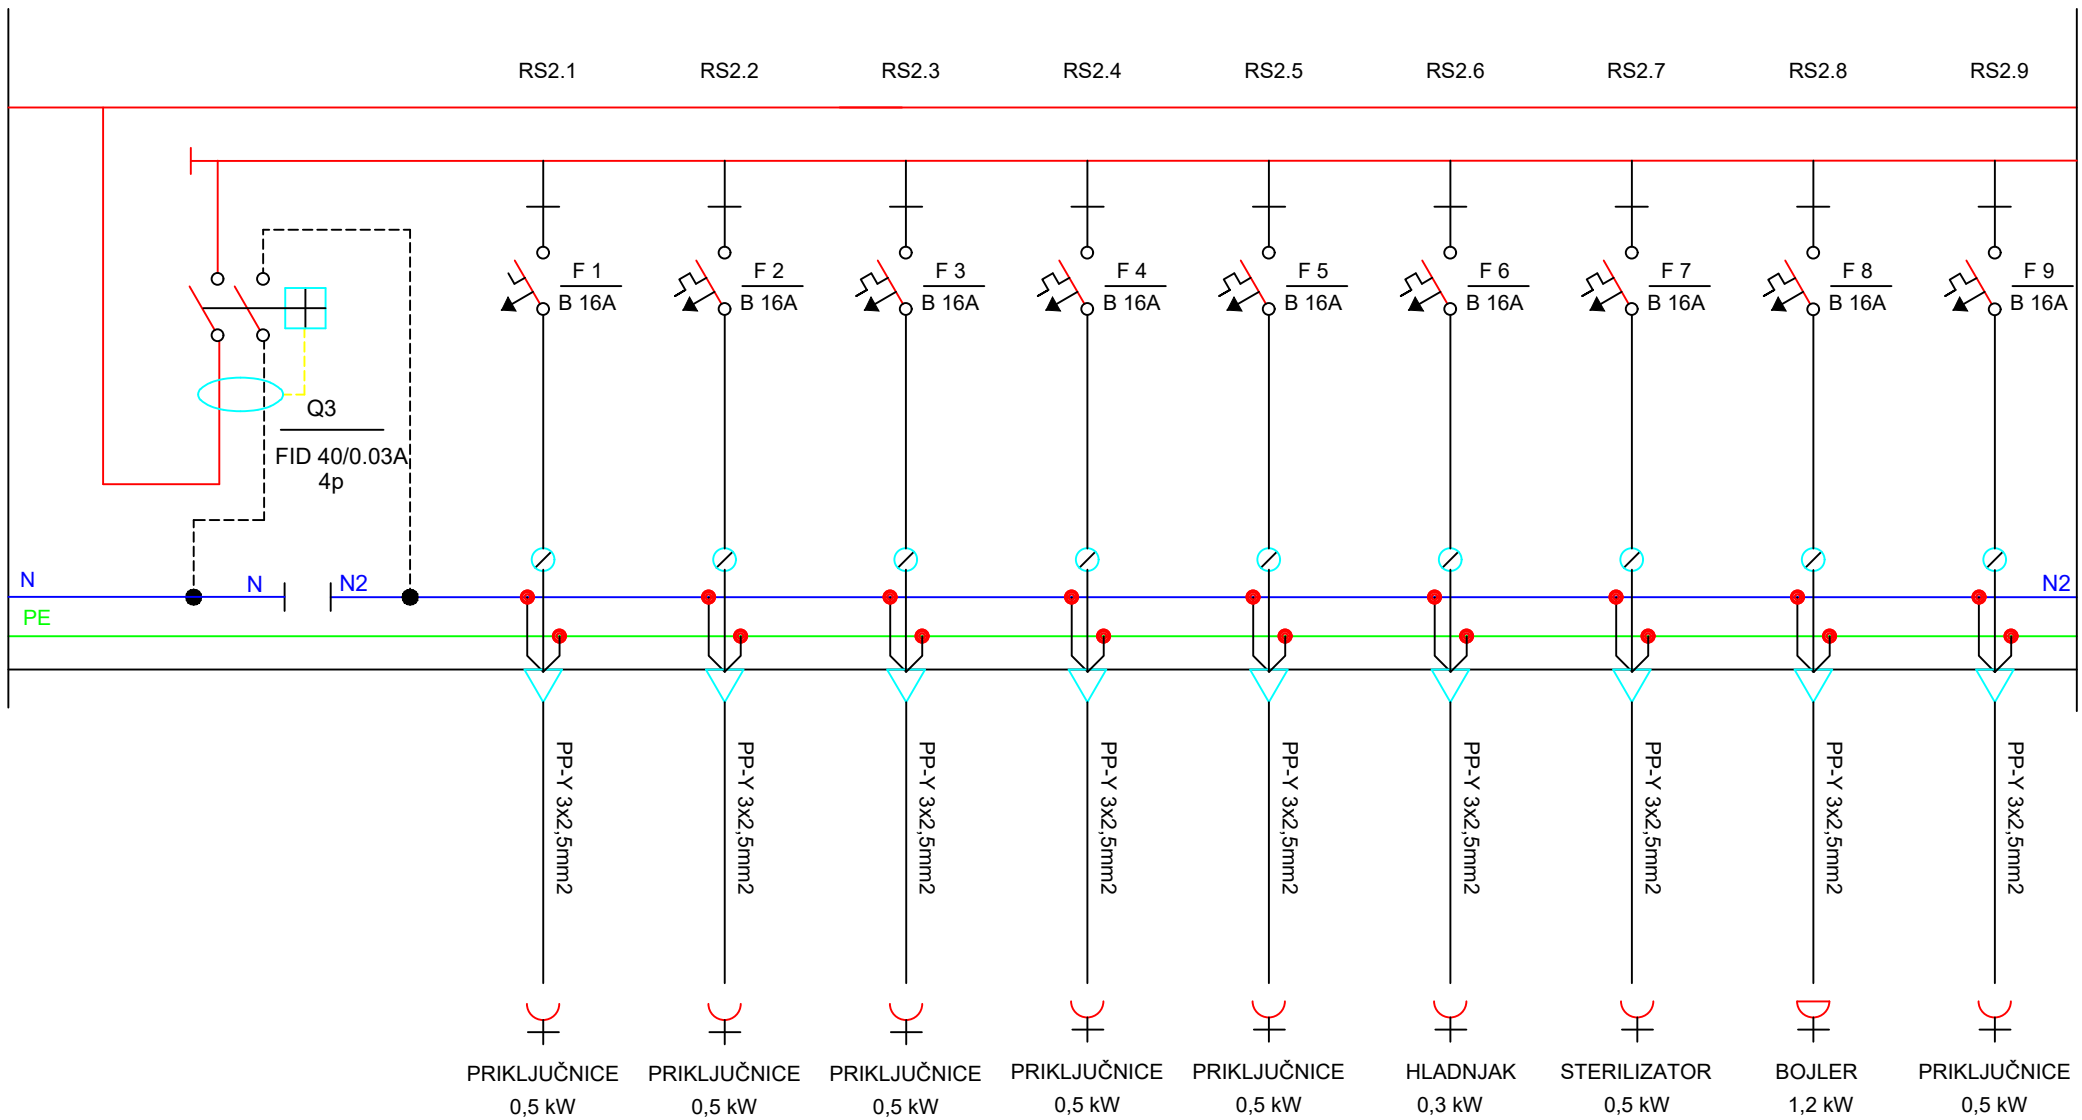 RS2.1 RS2.2 RS2.3 RS2.4 RS2.5 RS2.6 RS2.7 RS2.8 RS2.9
F 1 F 2 F 3 F 4 F 5 F 6 F 7 F 8 F 9
B 16A B 16A B 16A B 16A B 16A B 16A B 16A B 16A B 16A
Q3
FID 40/0.03A
4p
N N N2 N2
PE
PP-Y 3x2,5mm2 PP-Y 3x2,5mm2 PP-Y 3x2,5mm2 PP-Y 3x2,5mm2 PP-Y 3x2,5mm2 PP-Y 3x2,5mm2 PP-Y 3x2,5mm2 PP-Y 3x2,5mm2 PP-Y 3x2,5mm2
PRIKLJUČNICE PRIKLJUČNICE PRIKLJUČNICE PRIKLJUČNICE PRIKLJUČNICE HLADNJAK STERILIZATOR BOJLER PRIKLJUČNICE
0,5 kW 0,5 kW 0,5 kW 0,5 kW 0,5 kW 0,3 kW 0,5 kW 1,2 kW 0,5 kW